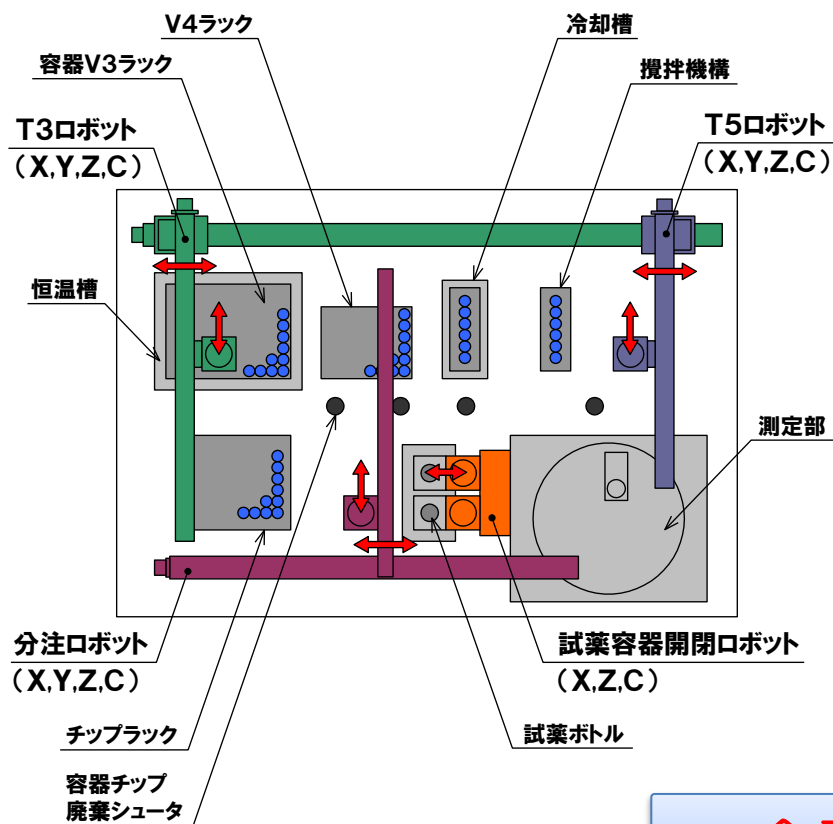 V4ラック
冷却槽
容器V3ラック
攪拌機構
T3ロボット
(X,Y,Z,C)
T5ロボット
(X,Y,Z,C)
恒温槽
測定部
分注ロボット
(X,Y,Z,C)
試薬容器開閉ロボット
(X,Z,C)
チップラック
試薬ボトル
容器チップ
廃棄シュータ